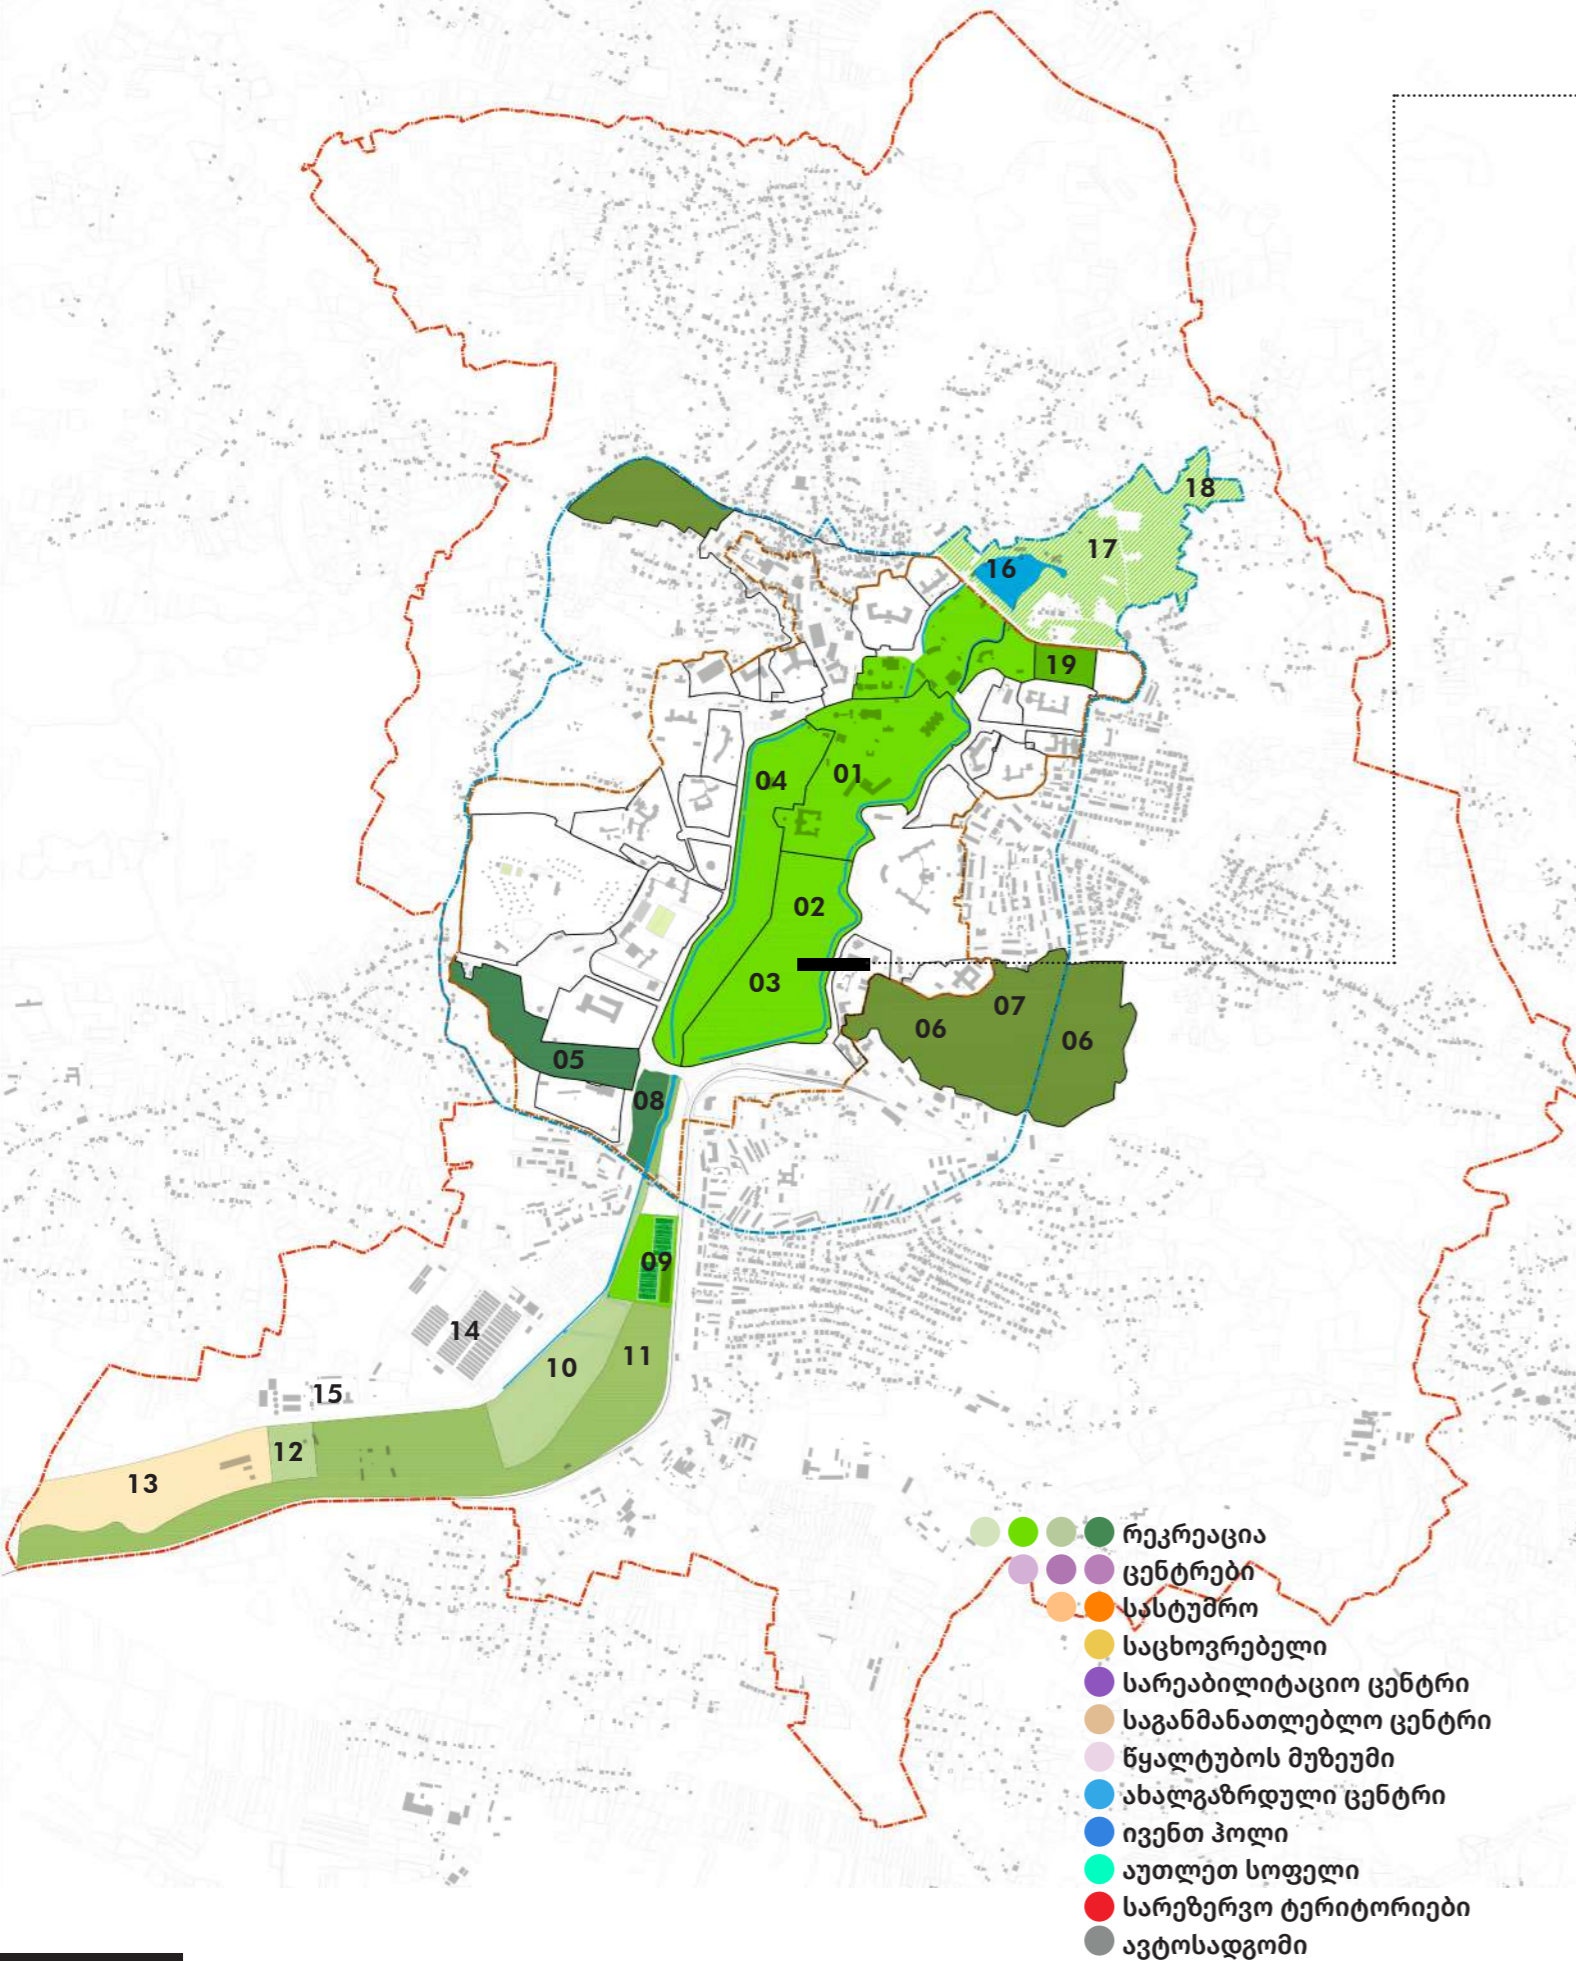 18
17
16
19
04
01
02
03
07
06
06
05
08
09
14
11
10
15
12
13
რეკრეაცია
ცენტრები
სასტუმრო
საცხოვრებელი
სარეაბილიტაციო ცენტრი
საგანმანათლებლო ცენტრი
წყალტუბოს მუზეუმი
ახალგაზრდული ცენტრი
ივენთ ჰოლი
აუთლეთ სოფელი
სარეზერვო ტერიტორიები
ავტოსადგომი